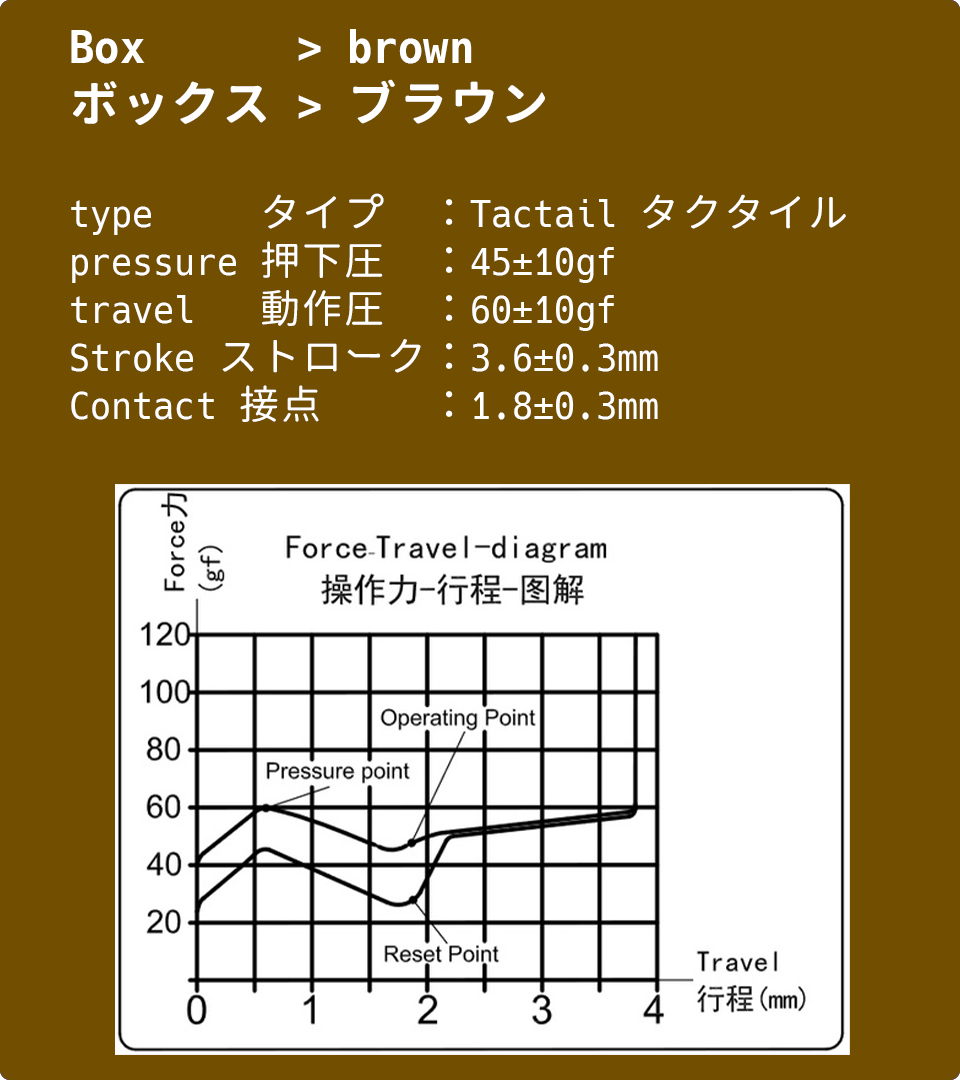 Box > brown
ボックス > ブラウン
type タイプ ：Tactail タクタイル
pressure 押下圧 ：45±10gf
travel 動作圧 ：60±10gf
Stroke ストローク：3.6±0.3mm
Contact 接点 ：1.8±0.3mm
Force力
(gf)
Force-Travel-diagram
操作力-行程-图解
120
100
Operating Point
80
Pressure point
60
40
20
Reset Point
Travel
行程(mm)
0 1 2 3 4